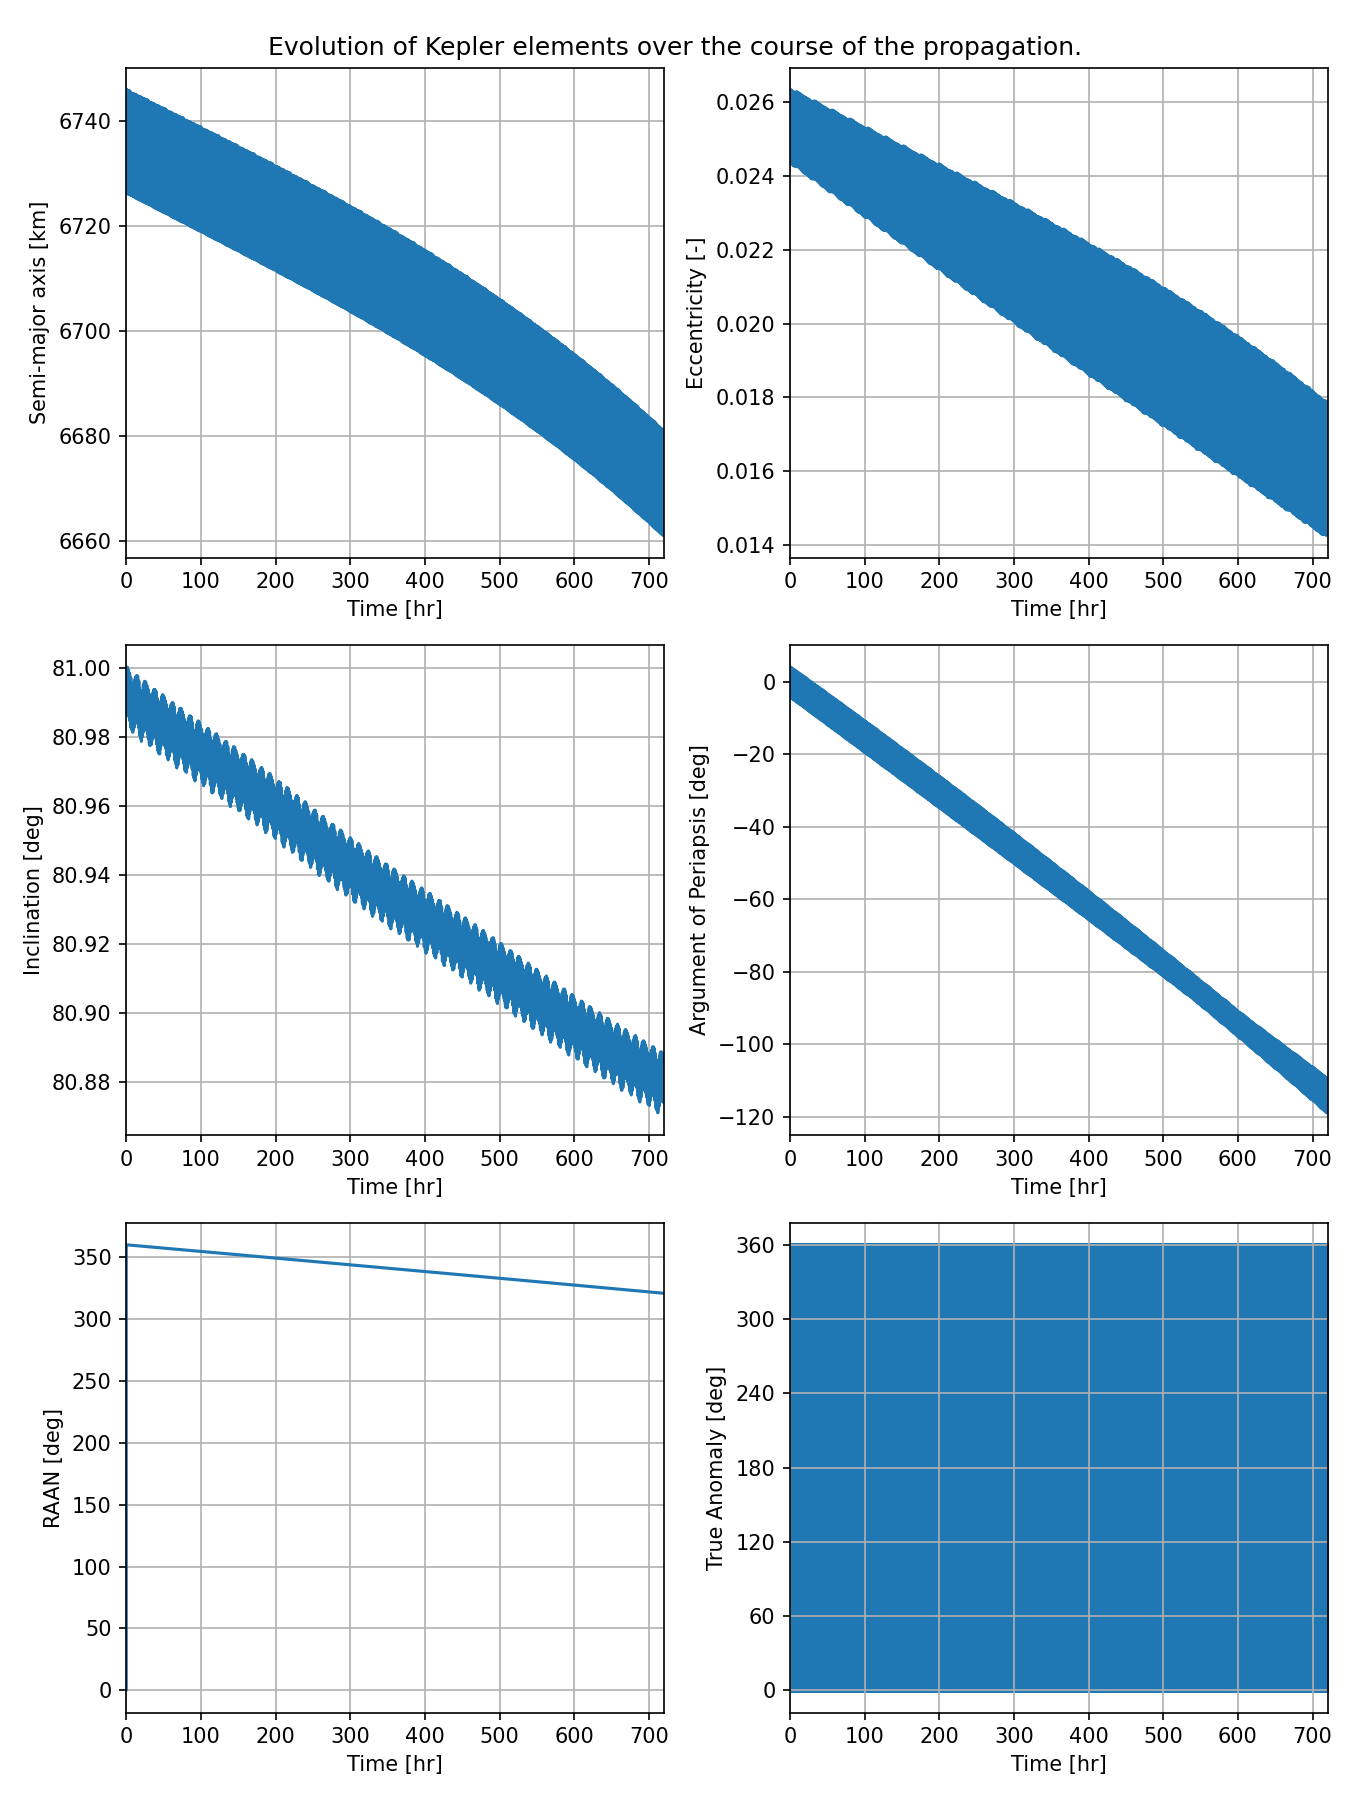 Evolution of Kepler elements over the course of the propagation.
6740
6720
6700
6680
6660
Semi-major axis [km]
0 100 200 300 400 500 600 700
Time [hr]
0.026
0.024
0.022
0.020
0.018
0.016
0.014
Eccentricity [-]
0 100 200 300 400 500 600 700
Time [hr]
81.00
80.98
80.96
80.94
80.92
80.90
80.88
Inclination [deg]
0 100 200 300 400 500 600 700
Time [hr]
0
−20
−40
−60
−80
−100
−120
Argument of Periapsis [deg]
0 100 200 300 400 500 600 700
Time [hr]
350
300
250
200
150
100
50
0
RAAN [deg]
0 100 200 300 400 500 600 700
Time [hr]
360
300
240
180
120
60
0
True Anomaly [deg]
0 100 200 300 400 500 600 700
Time [hr]